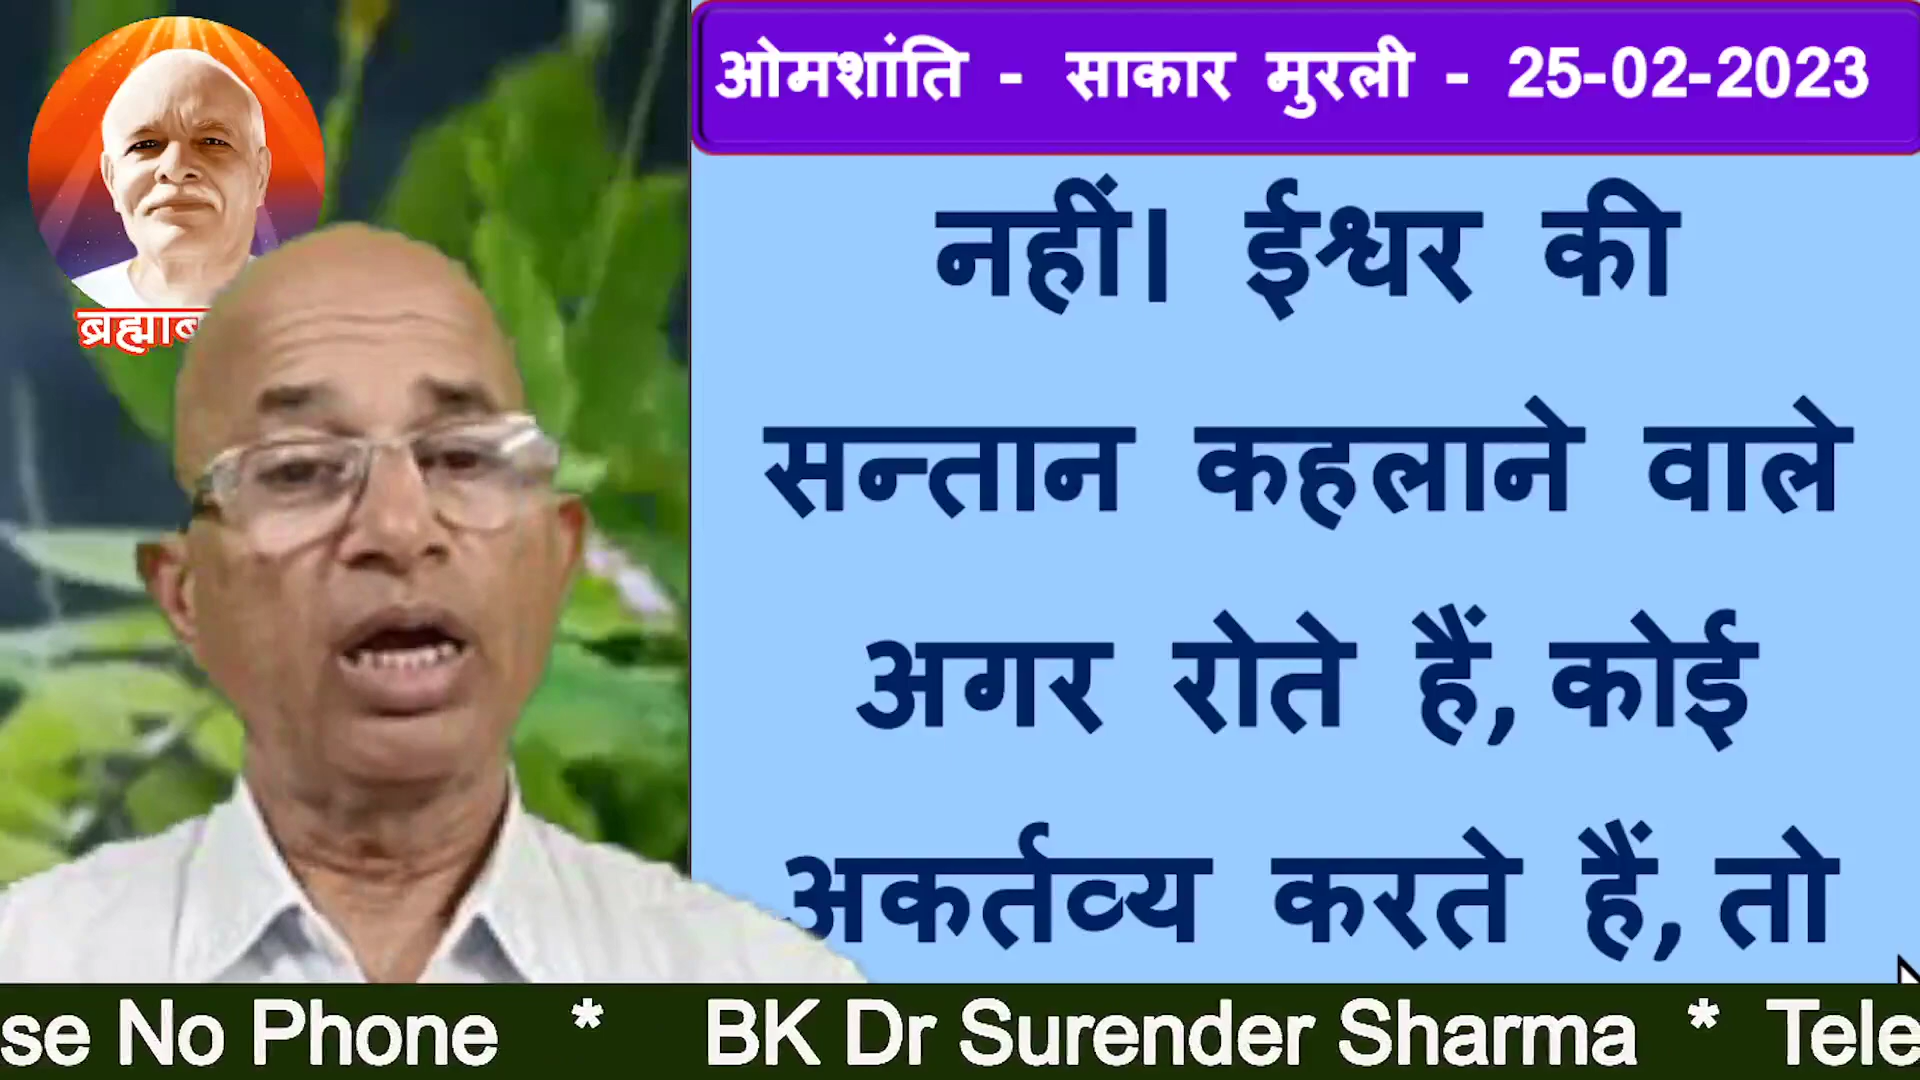 ओमशांति - साकार मुरली - 25-02-2023
नहीं। ईश्वर की
सन्तान कहलाने वाले
अगर रोते हैं, कोई
अकर्तव्य करते हैं, तो
se No Phone * BK Dr Surender Sharma * Tele